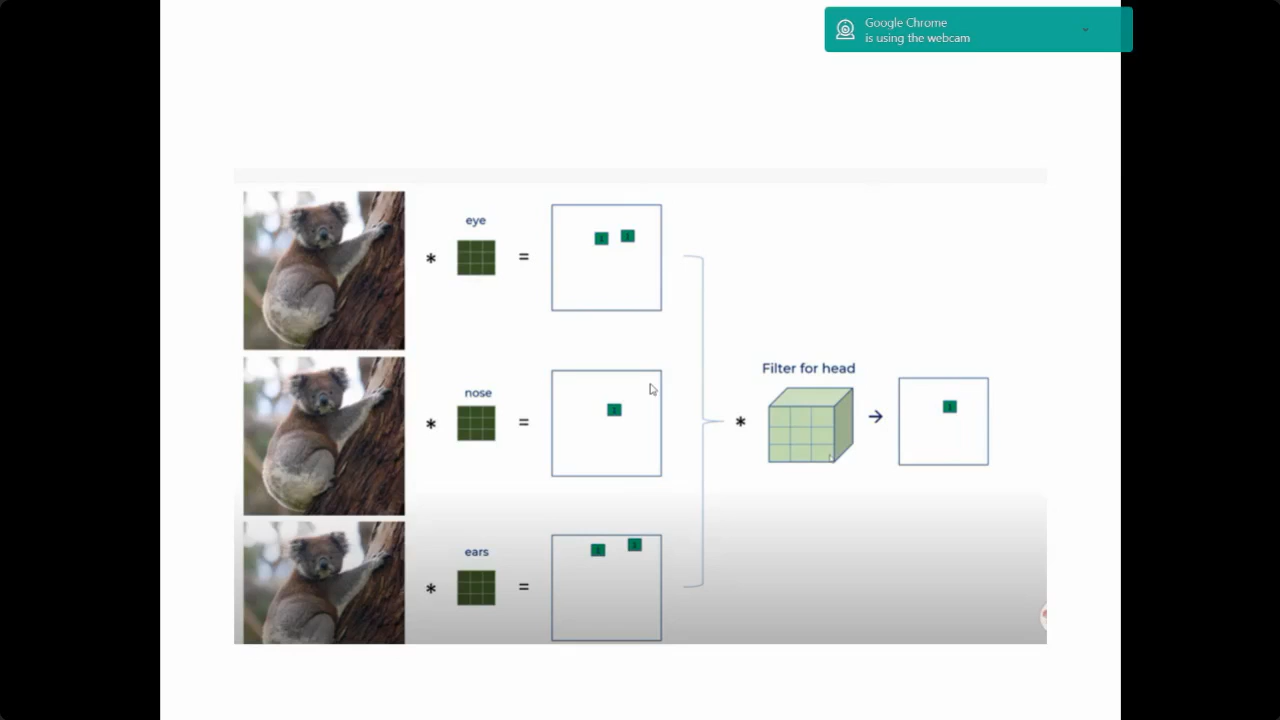 Google Chrome
is using the webcam
eye
* =
nose
* =
Filter for head
* →
ears
* =